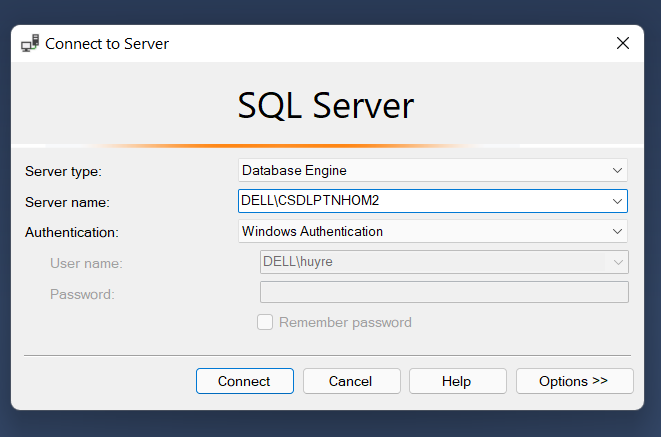 Connect to Server
SQL Server
Server type: Database Engine
Server name: DELL\CSDLPTNHOM2
Authentication: Windows Authentication
User name: DELL\huyre
Password:
Remember password
Connect Cancel Help Options >>